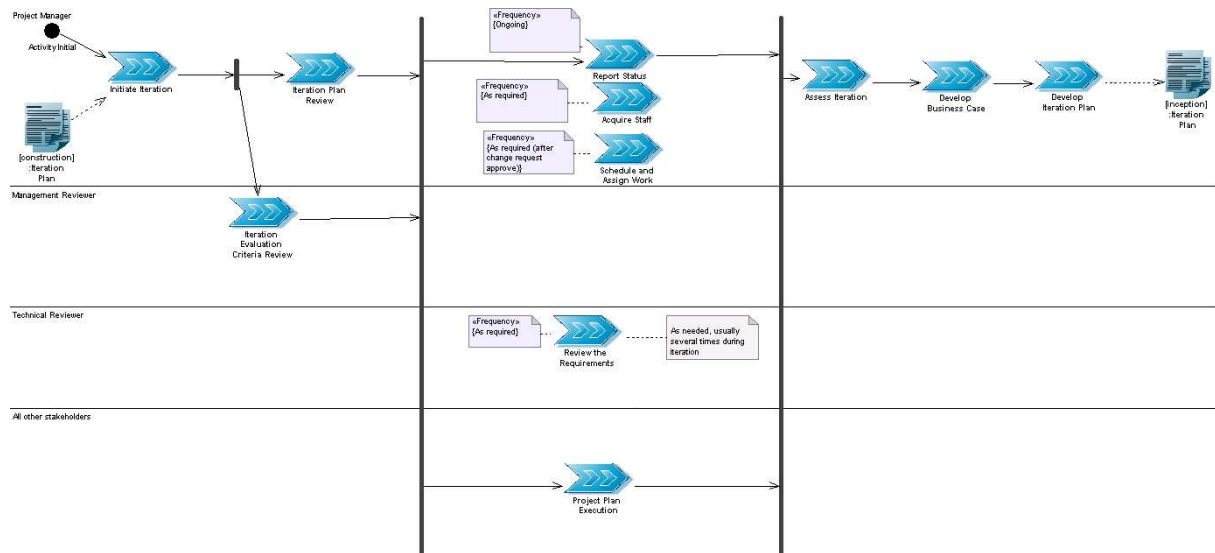 Project Manager
ActivityInitial
Initiate Iteration
[construction]
:Iteration
Plan
Iteration Plan
Review
«Frequency»
{Ongoing}
Report Status
«Frequency»
{As required}
Acquire Staff
«Frequency»
{As required (after
change request
approve)}
Schedule and
Assign Work
Assess Iteration
Develop
Business Case
Develop
Iteration Plan
[inception]
:Iteration
Plan
Management Reviewer
Iteration
Evaluation
Criteria Review
Technical Reviewer
«Frequency»
{As required}
Review the
Requirements
As needed, usually
several times during
iteration
All other stakeholders
Project Plan
Execution